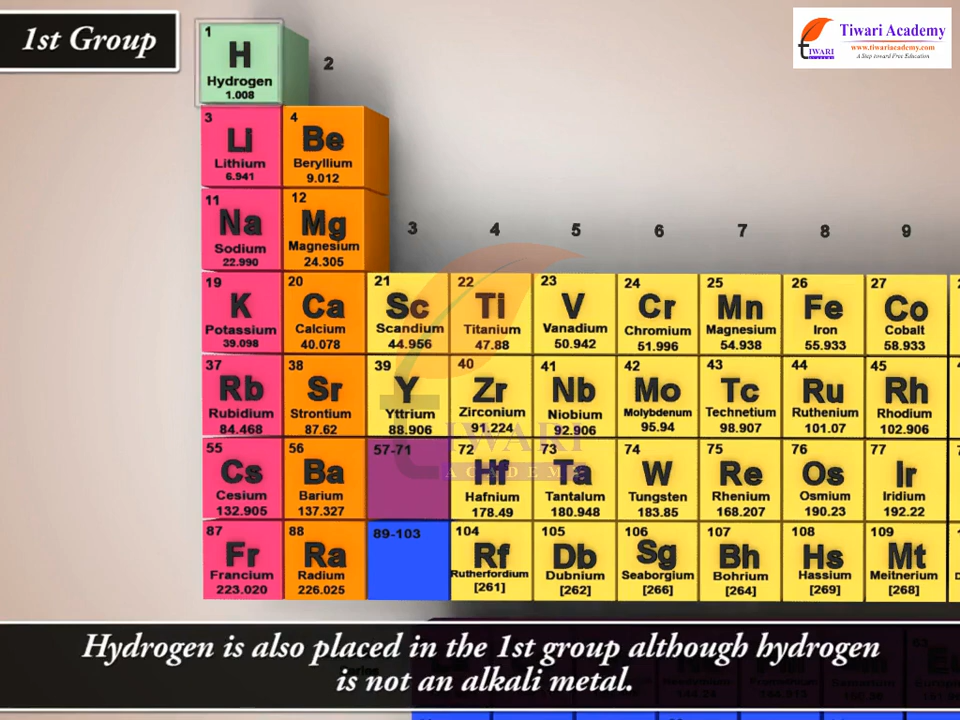 1st Group
TIWARI
ACADEMY
Tiwari Academy
www.tiwariacademy.com
A Step toward Free Education
1
H
Hydrogen
1.008
2
3 4
LI Be
Lithium Beryllium
6.941 9.012
11 12
Na Mg
Sodium Magnesium
22.990 24.305
3 4 5 6 7 8 9
19 20 21 22 23 24 25 26 27
K Ca Sc Ti V Cr Mn Fe Co
Potassium Calcium Scandium Titanium Vanadium Chromium Magnesium Iron Cobalt
39.098 40.078 44.956 47.88 50.942 51.996 54.938 55.933 58.933
37 38 39 40 41 42 43 44 45
Rb Sr Y Zr Nb Mo Tc Ru Rh
Rubidium Strontium Yttrium Zirconium Niobium Molybdenum Technetium Ruthenium Rhodium
84.468 87.62 88.906 91.224 92.906 95.94 98.907 101.07 102.906
TIWARI
ACADEMY
55 56 57-71 72 73 74 75 76 77
Cs Ba Hf Ta W Re Os Ir
Cesium Barium Hafnium Tantalum Tungsten Rhenium Osmium Iridium
132.905 137.327 178.49 180.948 183.85 168.207 190.23 192.22
87 88 89-103 104 105 106 107 108 109
Fr Ra Rf Db Sg Bh Hs Mt
Francium Radium Rutherfordium Dubnium Seaborgium Bohrium Hassium Meitnerium
223.020 226.025 [261] [262] [266] [264] [269] [268]
Hydrogen is also placed in the 1st group although hydrogen
is not an alkali metal.